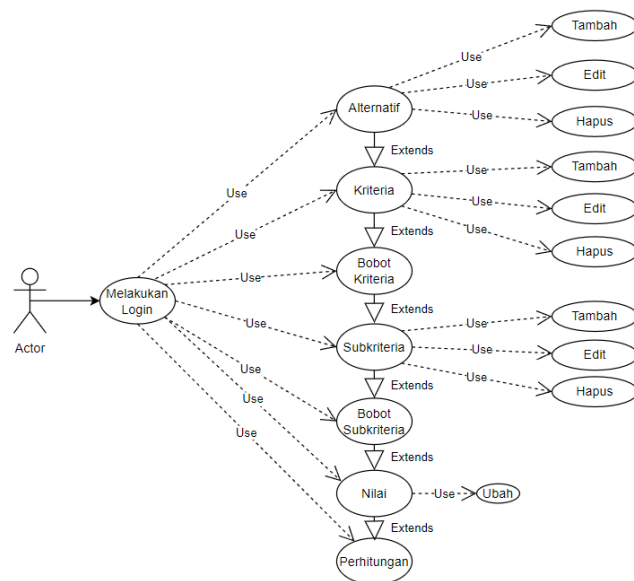 Tambah
Use
Use
Edit
Alternatif
Use
Hapus
Extends
Use
Tambah
Use
Kriteria
Use
Edit
Use
Extends
Use
Hapus
Bobot
Kriteria
Use
Melakukan
Login
Extends
Use
Tambah
Use
Subkriteria
Use
Edit
Actor
Use
Extends
Use
Hapus
Use
Bobot
Subkriteria
Use
Extends
Nilai
Use
Ubah
Extends
Perhitungan